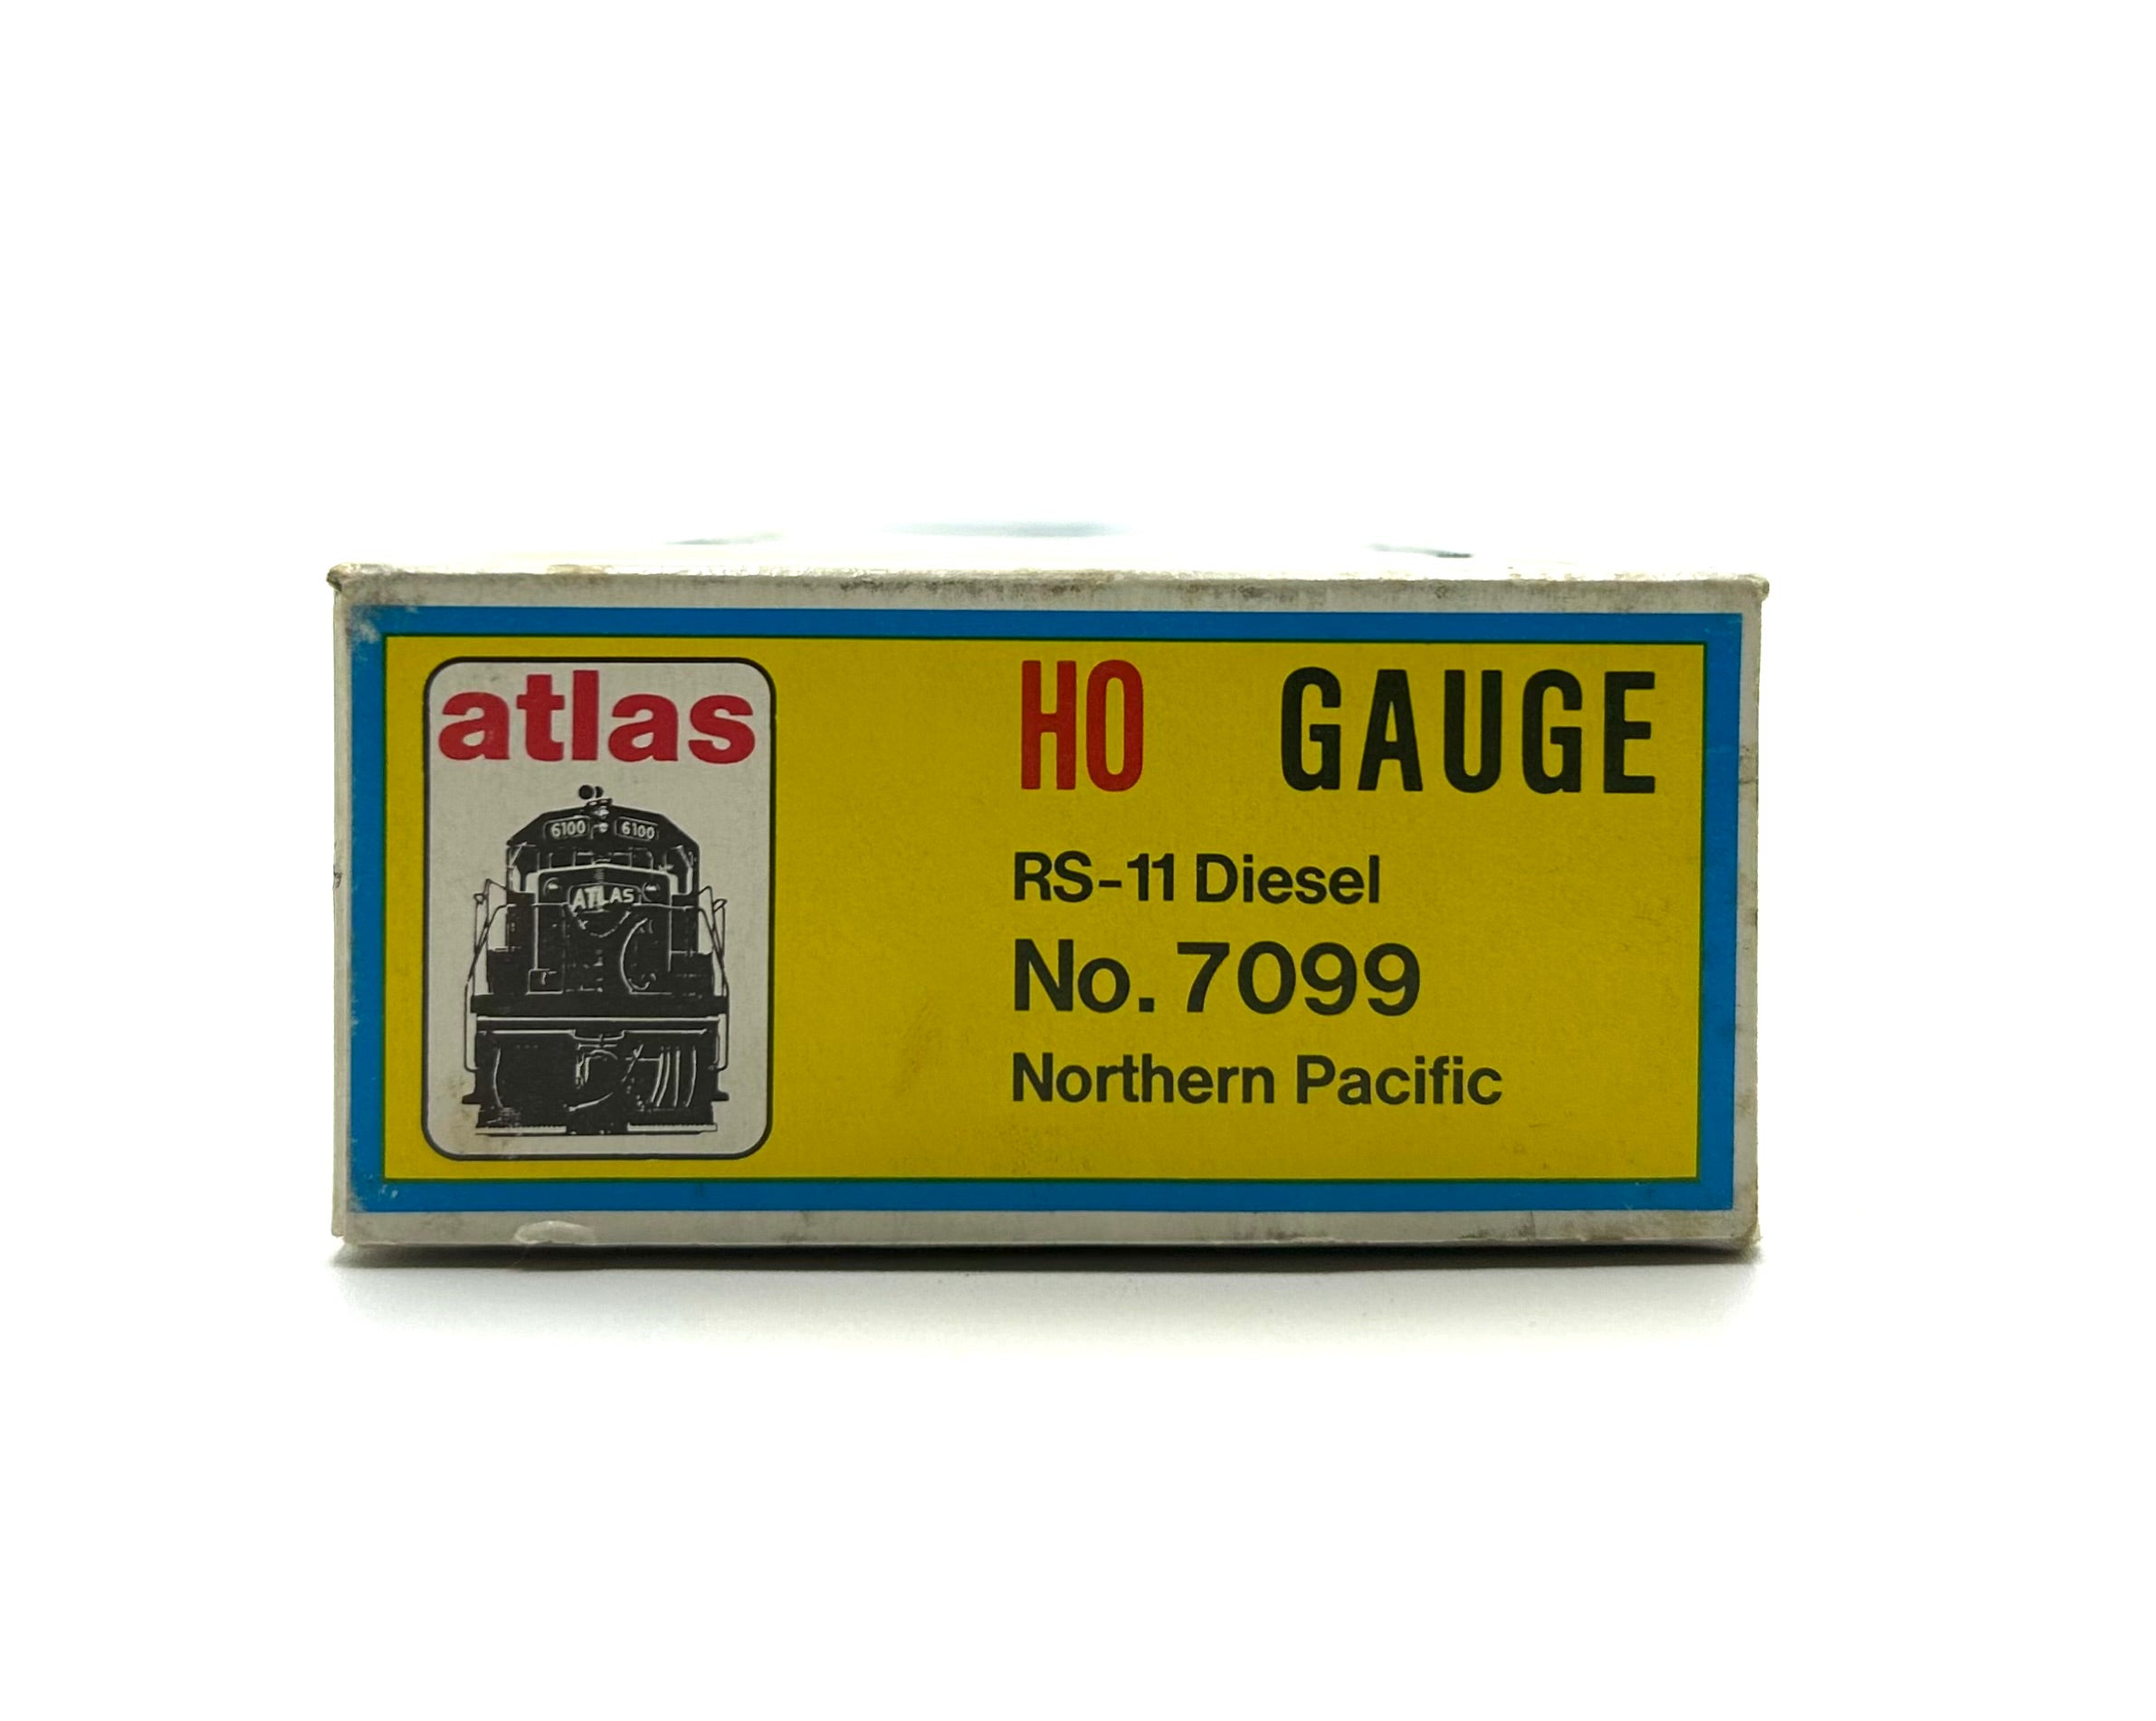 atlas
6100 6100
ATLAS
HO GAUGE
RS-11 Diesel
No. 7099
Northern Pacific